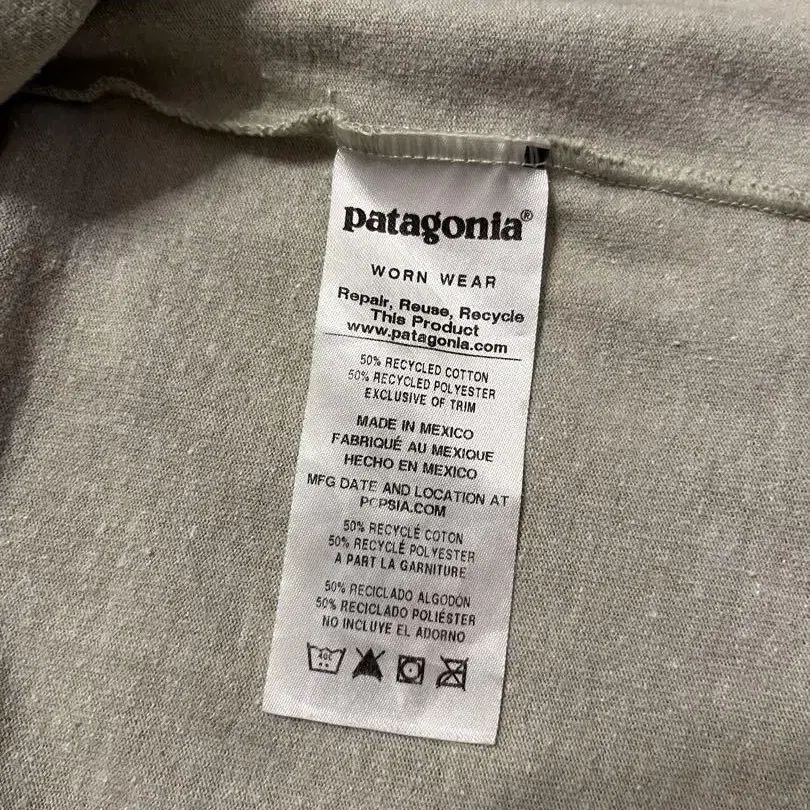 patagonia®
WORN WEAR
Repair, Reuse, Recycle
This Product
www.patagonia.com
50% RECYCLED COTTON
50% RECYCLED POLYESTER
EXCLUSIVE OF TRIM
MADE IN MEXICO
FABRIQUÉ AU MEXIQUE
HECHO EN MEXICO
MFG DATE AND LOCATION AT
PCPSIA.COM
50% RECYCLÉ COTON
50% RECYCLÉ POLYESTER
A PART LA GARNITURE
50% RECICLADO ALGODÓN
50% RECICLADO POLIÉSTER
NO INCLUYE EL ADORNO